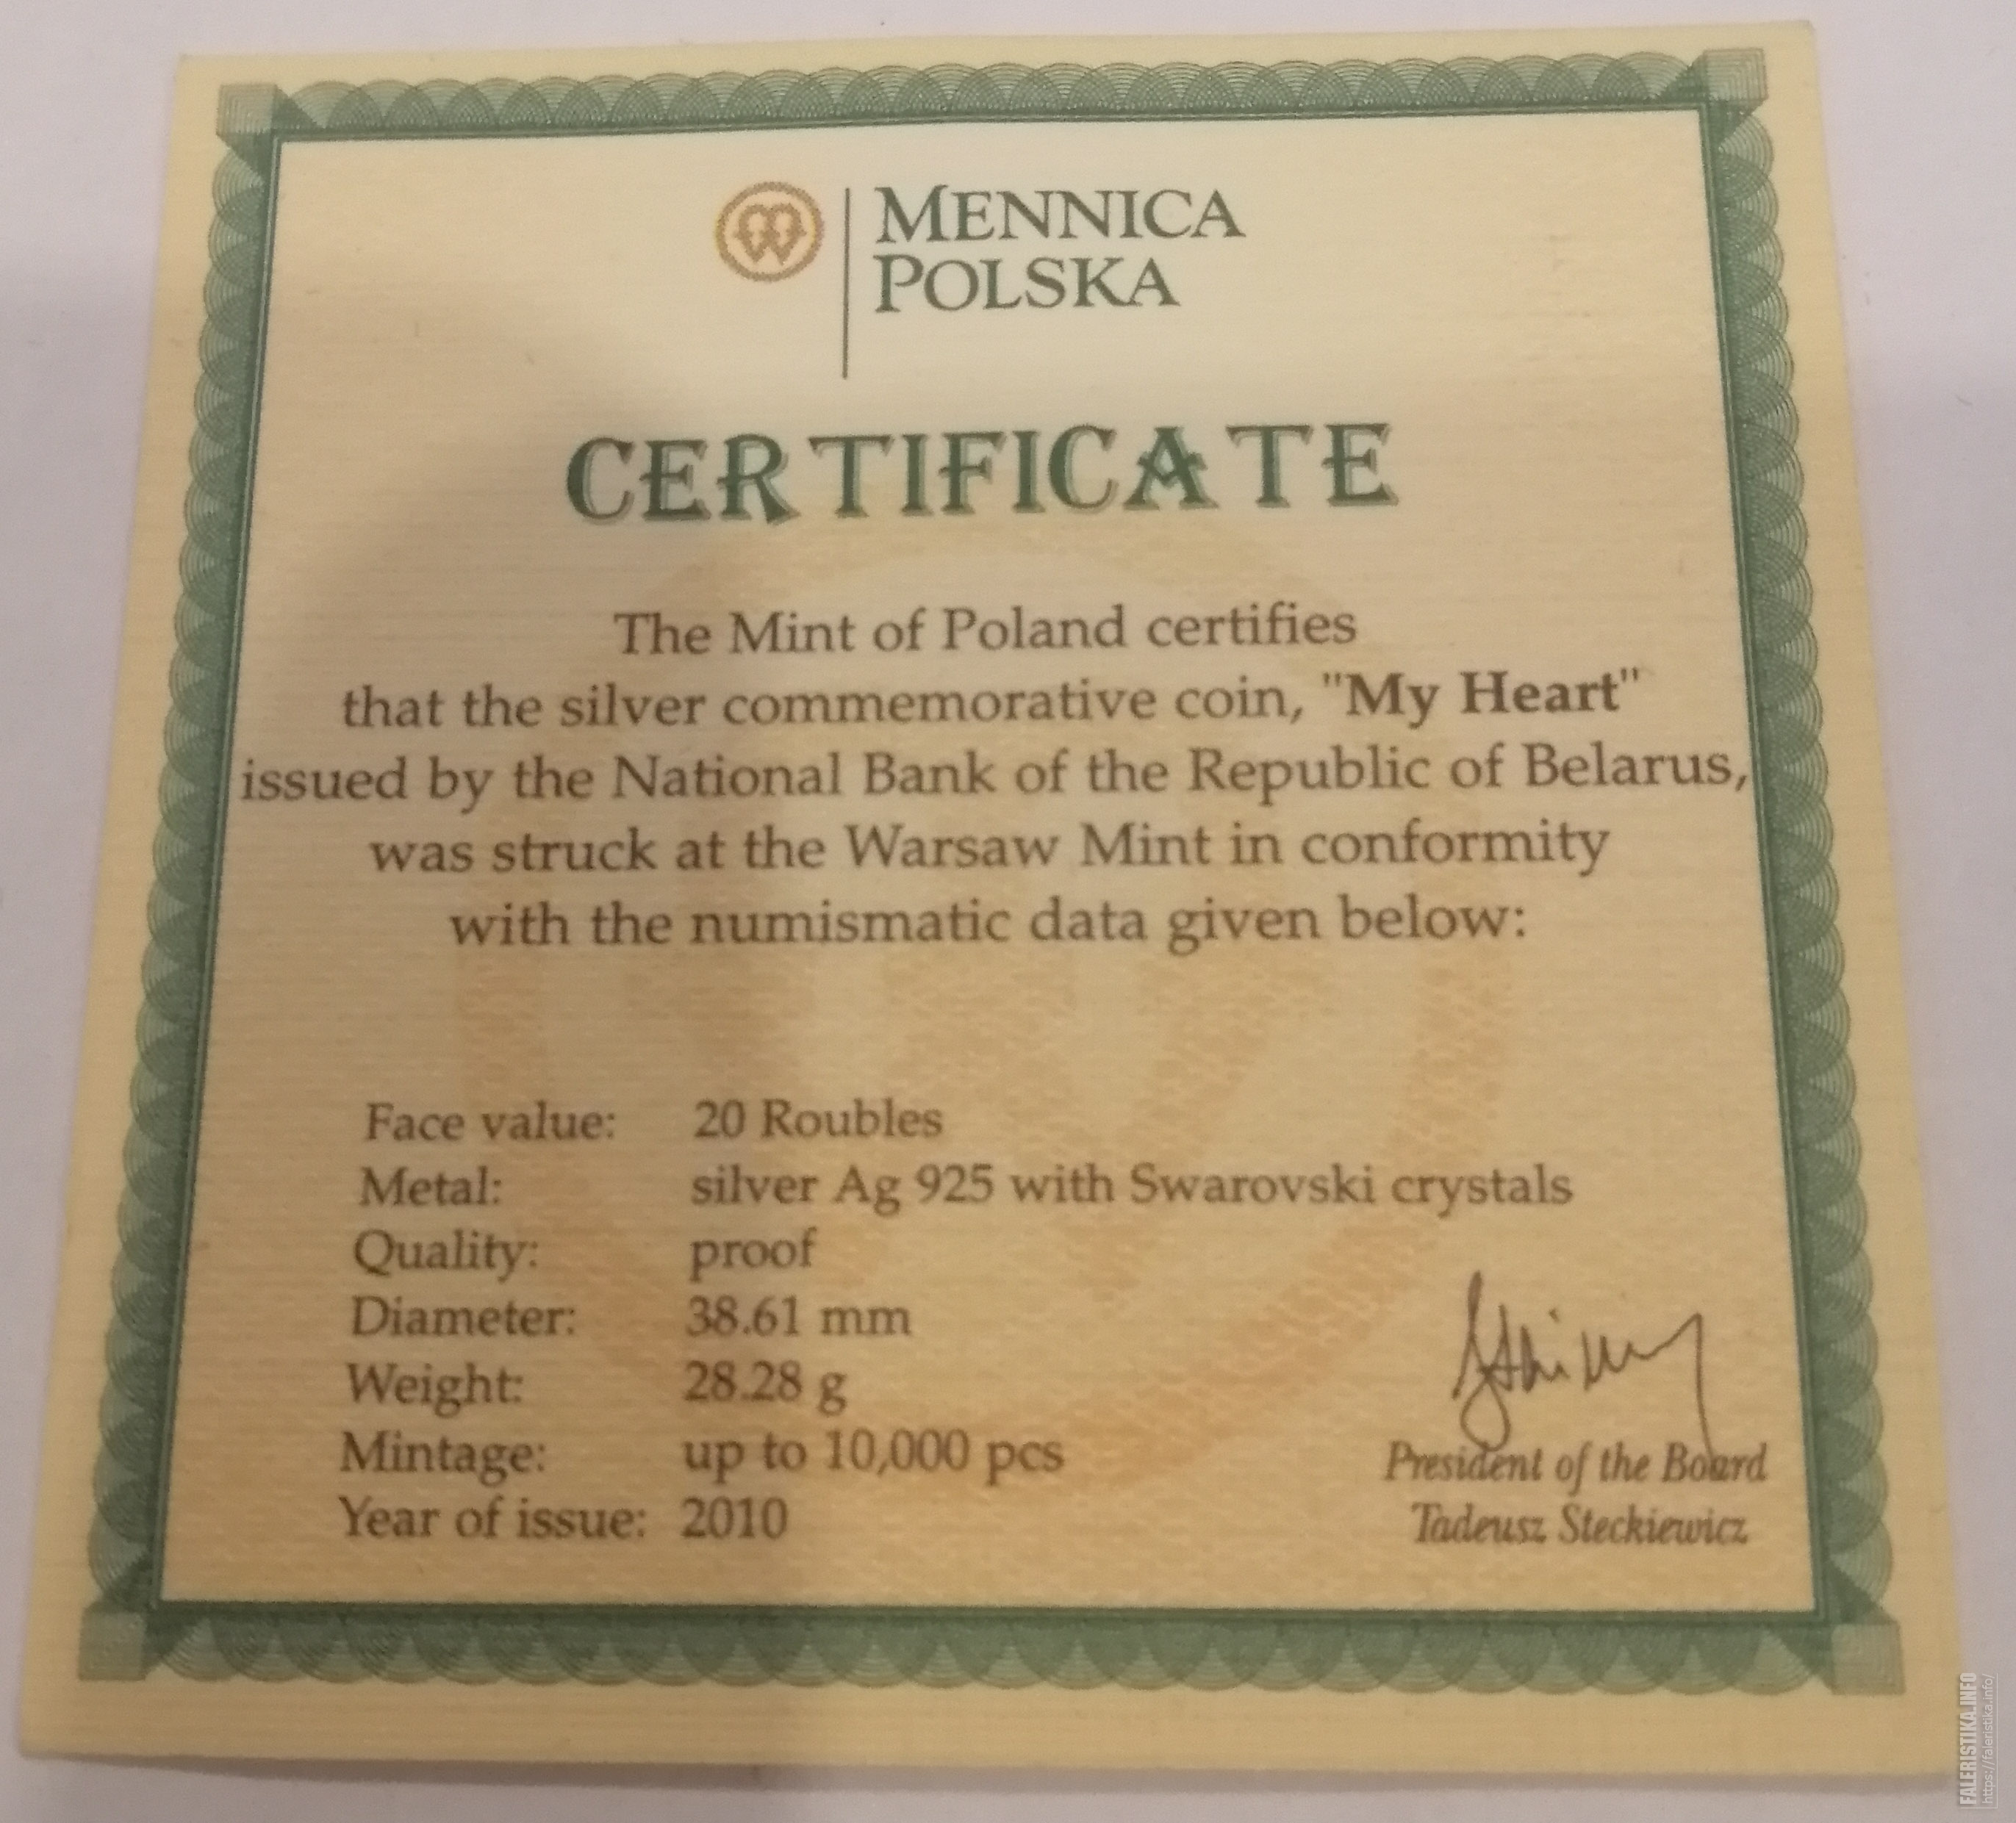 MENNICA
POLSKA
CERTIFICATE
The Mint of Poland certifies
that the silver commemorative coin, "My Heart"
issued by the National Bank of the Republic of Belarus,
was struck at the Warsaw Mint in conformity
with the numismatic data given below:
Face value: 20 Roubles
Metal: silver Ag 925 with Swarovski crystals
Quality: proof
Diameter: 38.61 mm
Weight: 28.28 g
Mintage: up to 10,000 pcs
Year of issue: 2010
President of the Board
Tadeusz Steckiewicz
FALERISTIKA.INFO
https://faleristika.info/